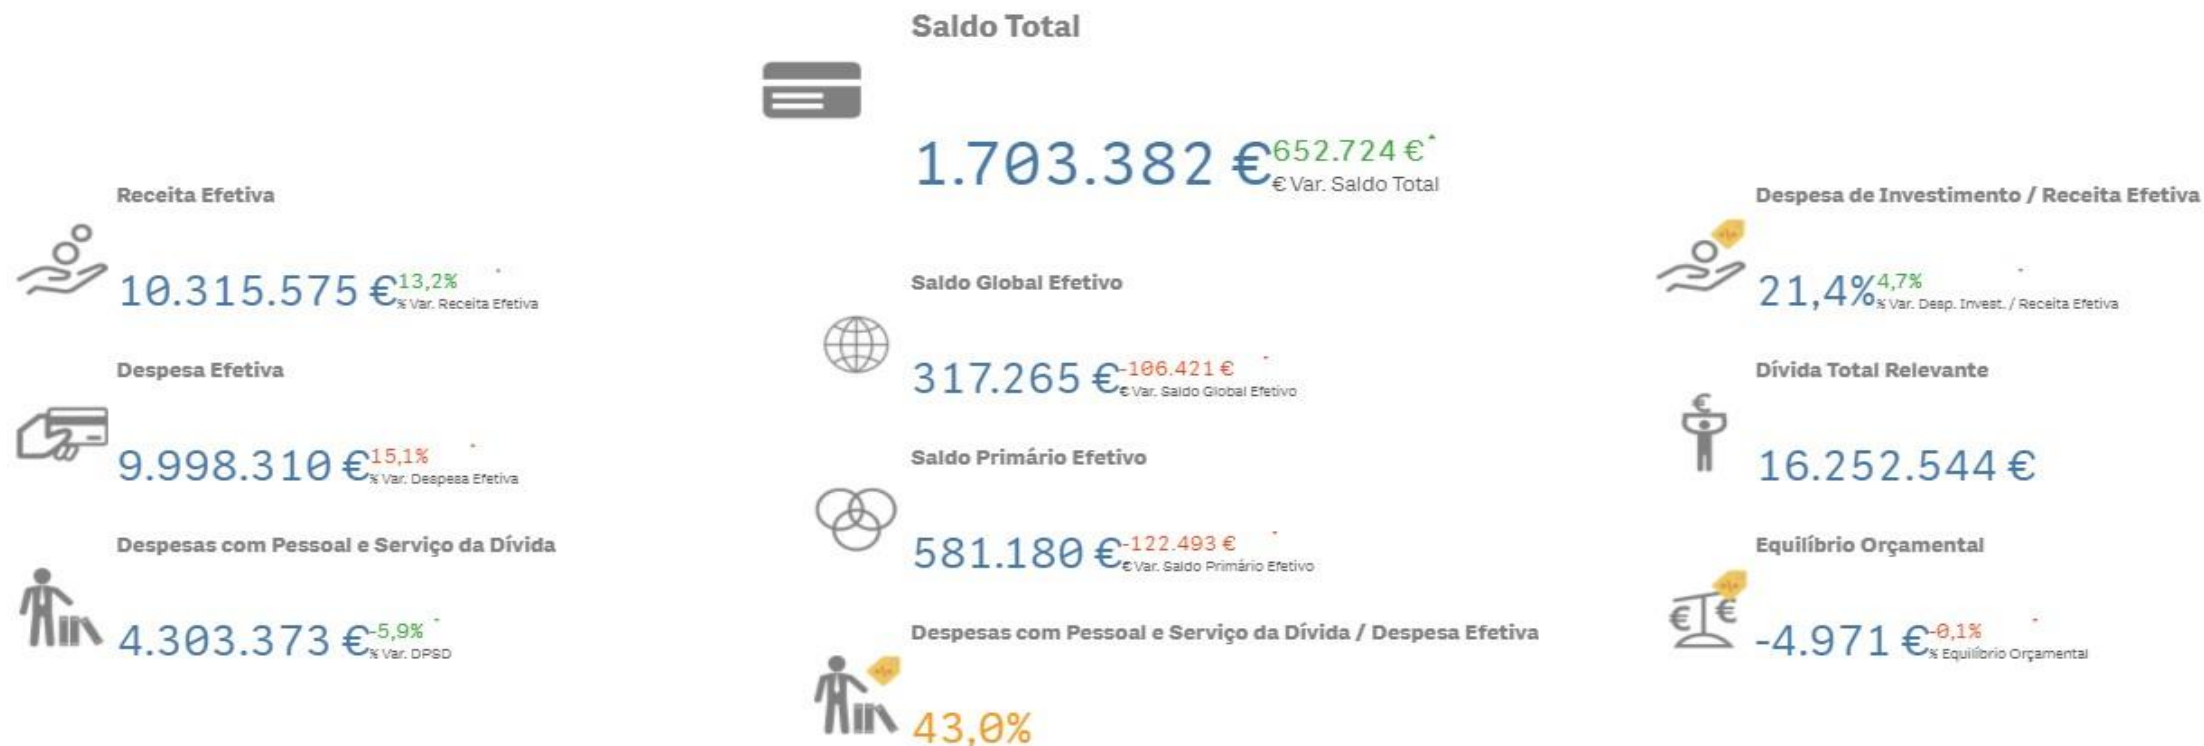 Saldo Total
1.703.382 €
652.724 €
€ Var. Saldo Total
Receita Efetiva
10.315.575 €
13,2%
% Var. Receita Efetiva
Despesa Efetiva
9.998.310 €
15,1%
% Var. Despesa Efetiva
Despesas com Pessoal e Serviço da Dívida
4.303.373 €
-5,9%
% Var. DPSD
Saldo Global Efetivo
317.265 €
-106.421 €
€ Var. Saldo Global Efetivo
Saldo Primário Efetivo
581.180 €
-122.493 €
€ Var. Saldo Primário Efetivo
Despesas com Pessoal e Serviço da Dívida / Despesa Efetiva
43,0%
Despesa de Investimento / Receita Efetiva
21,4%
4,7%
% Var. Desp. Invest. / Receita Efetiva
Dívida Total Relevante
16.252.544 €
Equilíbrio Orçamental
-4.971 €
-0,1%
% Equilíbrio Orçamental